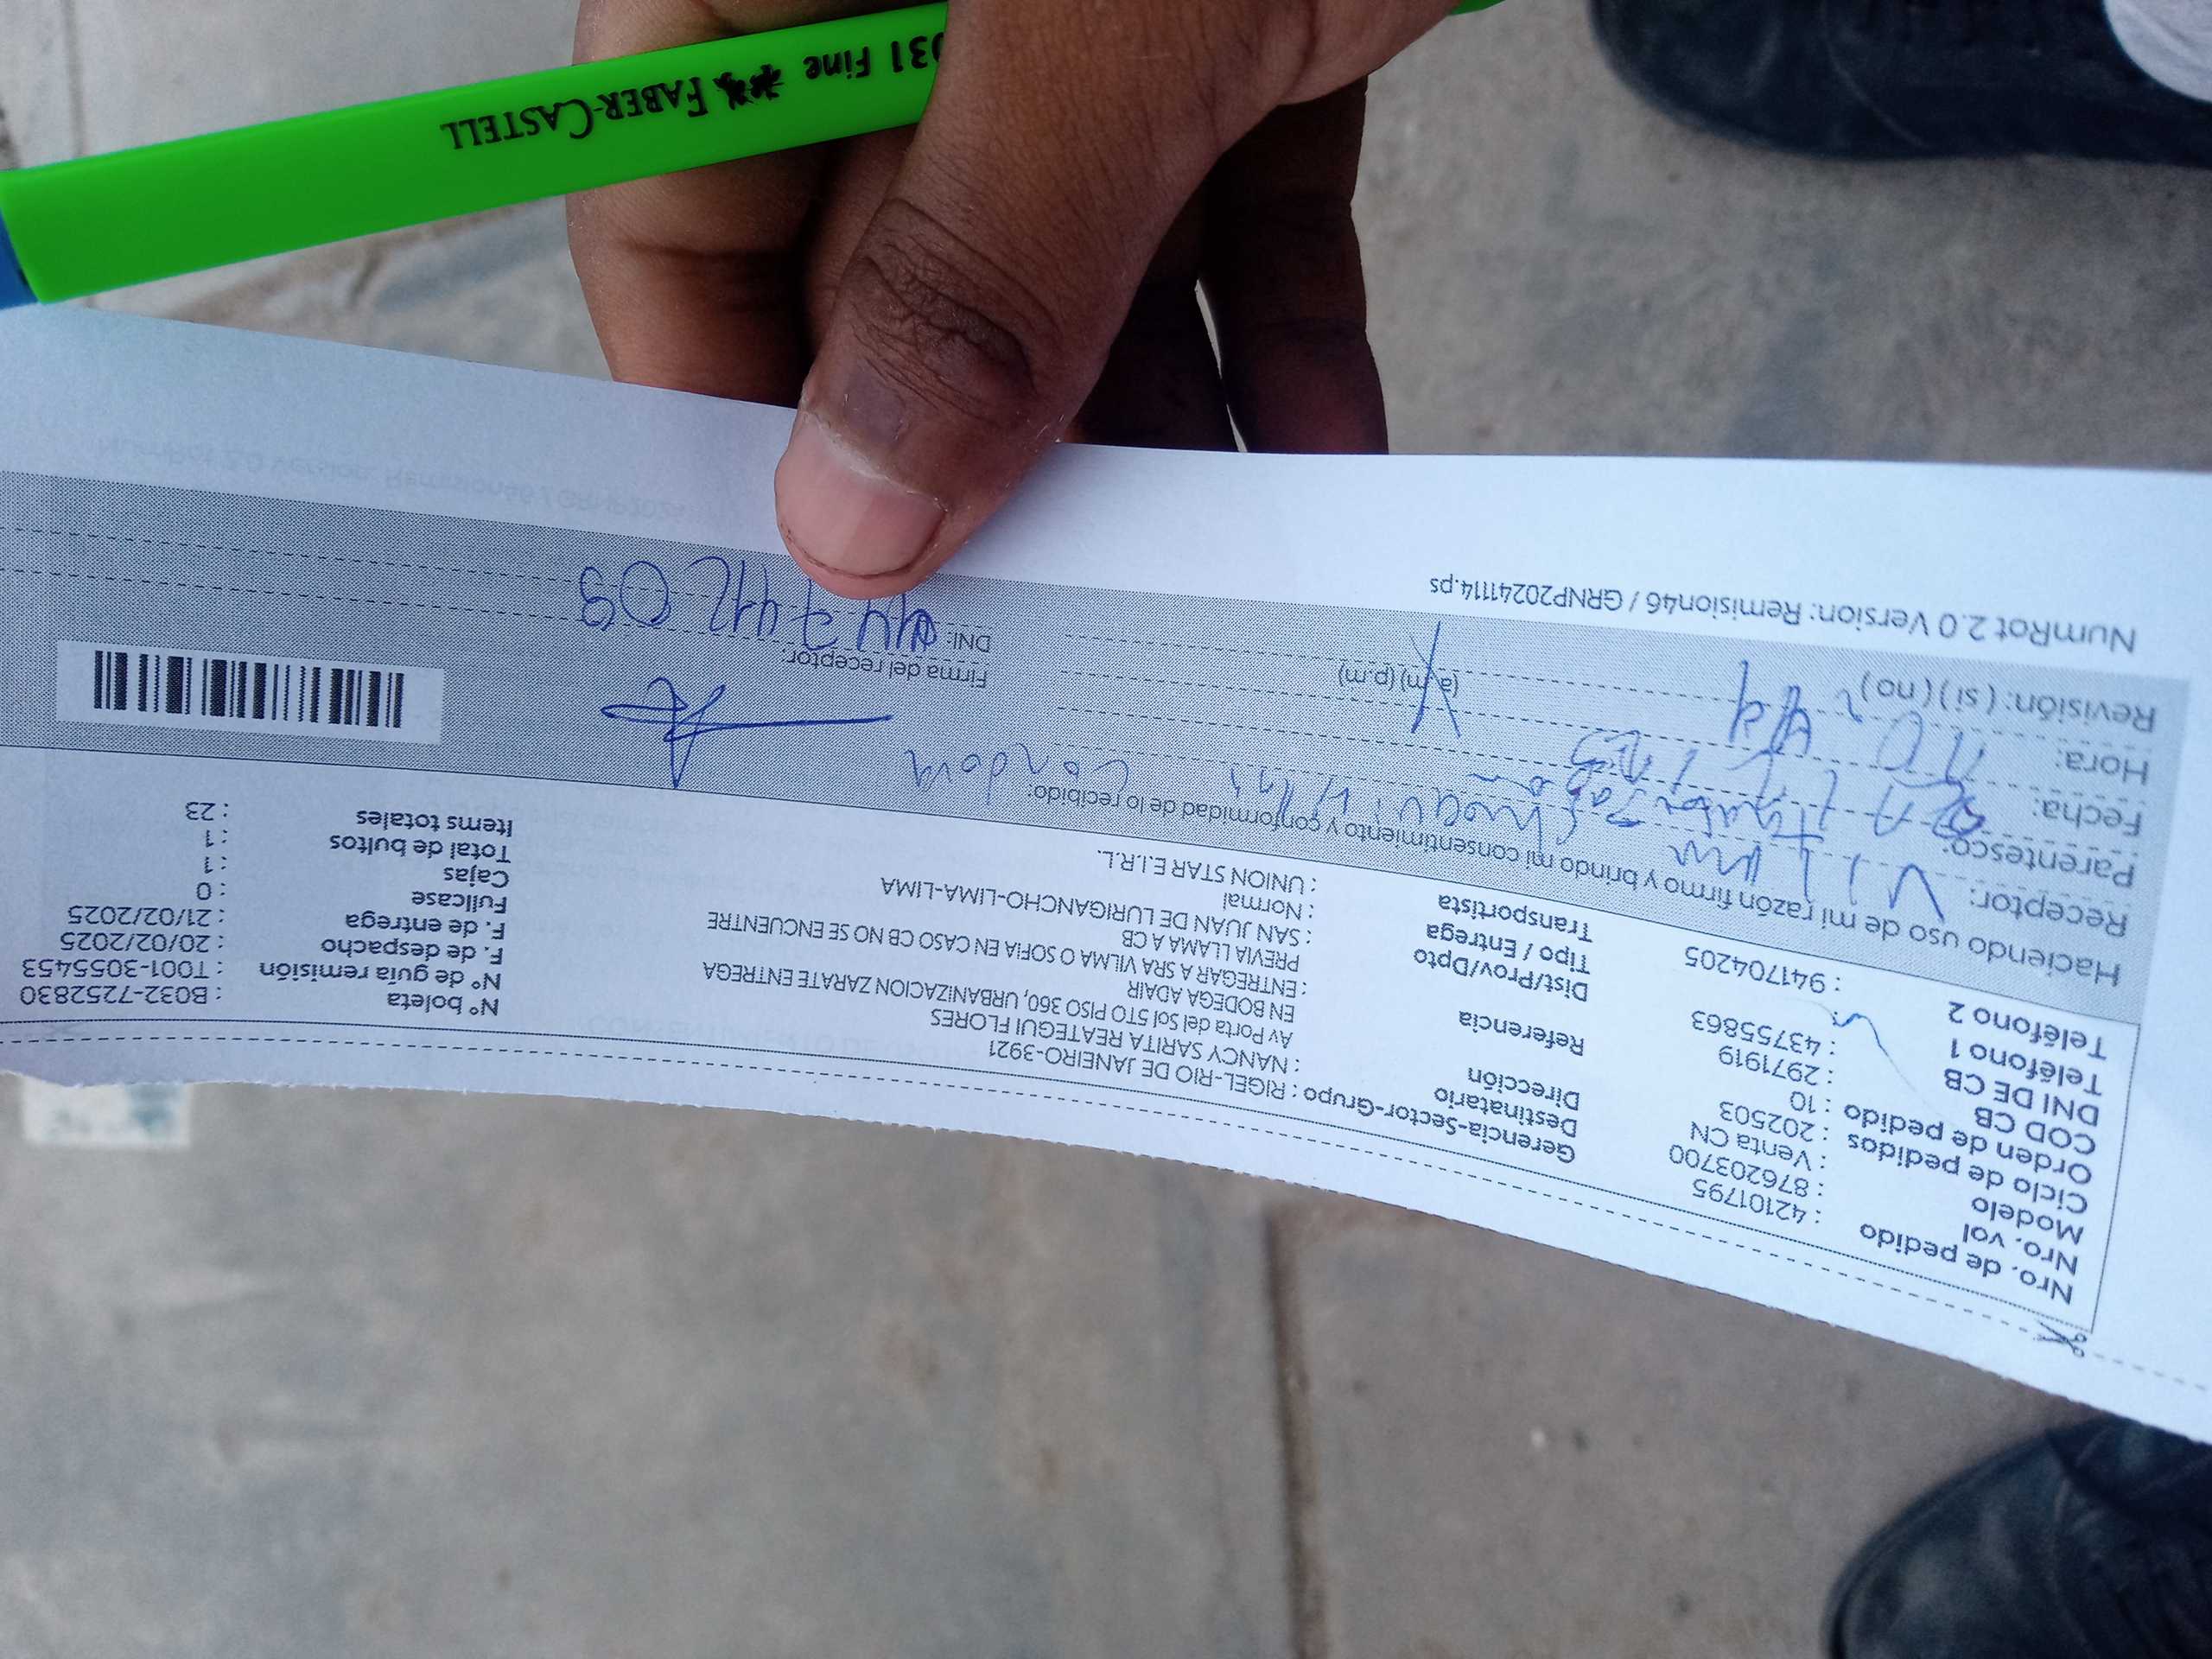 FABER-CASTELL 031 Fine
Nro. de pedido : 42101795
Nro. vol : 876203700
Modelo : Venta CN
Ciclo de pedidos : 202503
Orden de pedido : 10
COD CB : 2971919
DNI DE CB : 43755863
Teléfono 1 :
Teléfono 2 : 941704205
Gerencia-Sector-Grupo : RIGEL-RIO DE JANEIRO-3921
Destinatario : NANCY SARITA REATEGUI FLORES
Dirección Av Porta del Sol 5TO PISO 360, URBANIZACION ZARATE ENTREGA
EN BODEGA ADAIR
Referencia : ENTREGAR A SRA VILMA O SOFIA EN CASO CB NO SE ENCUENTRE
PREVIA LLAMA A CB
Dist/Prov/Dpto : SAN JUAN DE LURIGANCHO-LIMA-LIMA
Tipo / Entrega : Normal
Transportista : UNION STAR E.I.R.L.
N° boleta : B032-7252830
N° de guía remisión : T001-3055453
F. de despacho : 20/02/2025
F. de entrega : 21/02/2025
Fullcase : 0
Cajas : 1
Total de bultos : 1
Items totales : 23
Haciendo uso de mi razón firmo y brindo mi consentimiento y conformidad de lo recibido:
Receptor: Vilma Condova
Parentesco:
Fecha:
Hora: (a.m) (p.m)
Revisión: ( si ) ( no )
Firma del receptor:
DNI:
NumRot 2.0 Version: Remision46 / GRNP20241114.ps